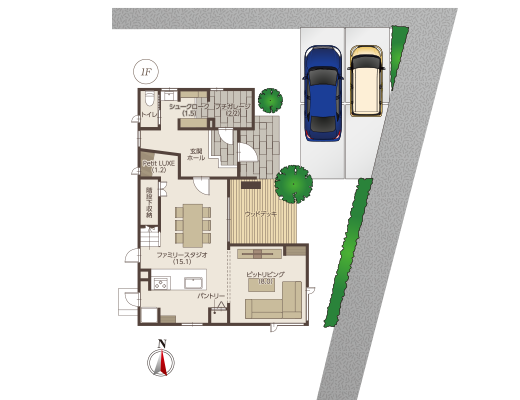 1F
トイレ
シュークローク
(1.5)
プチガレージ
(2.2)
玄関
ホール
Petit LUXE
(1.2)
階段下収納
ウッドデッキ
ファミリースタジオ
(15.1)
ピットリビング
(8.0)
パントリー
N